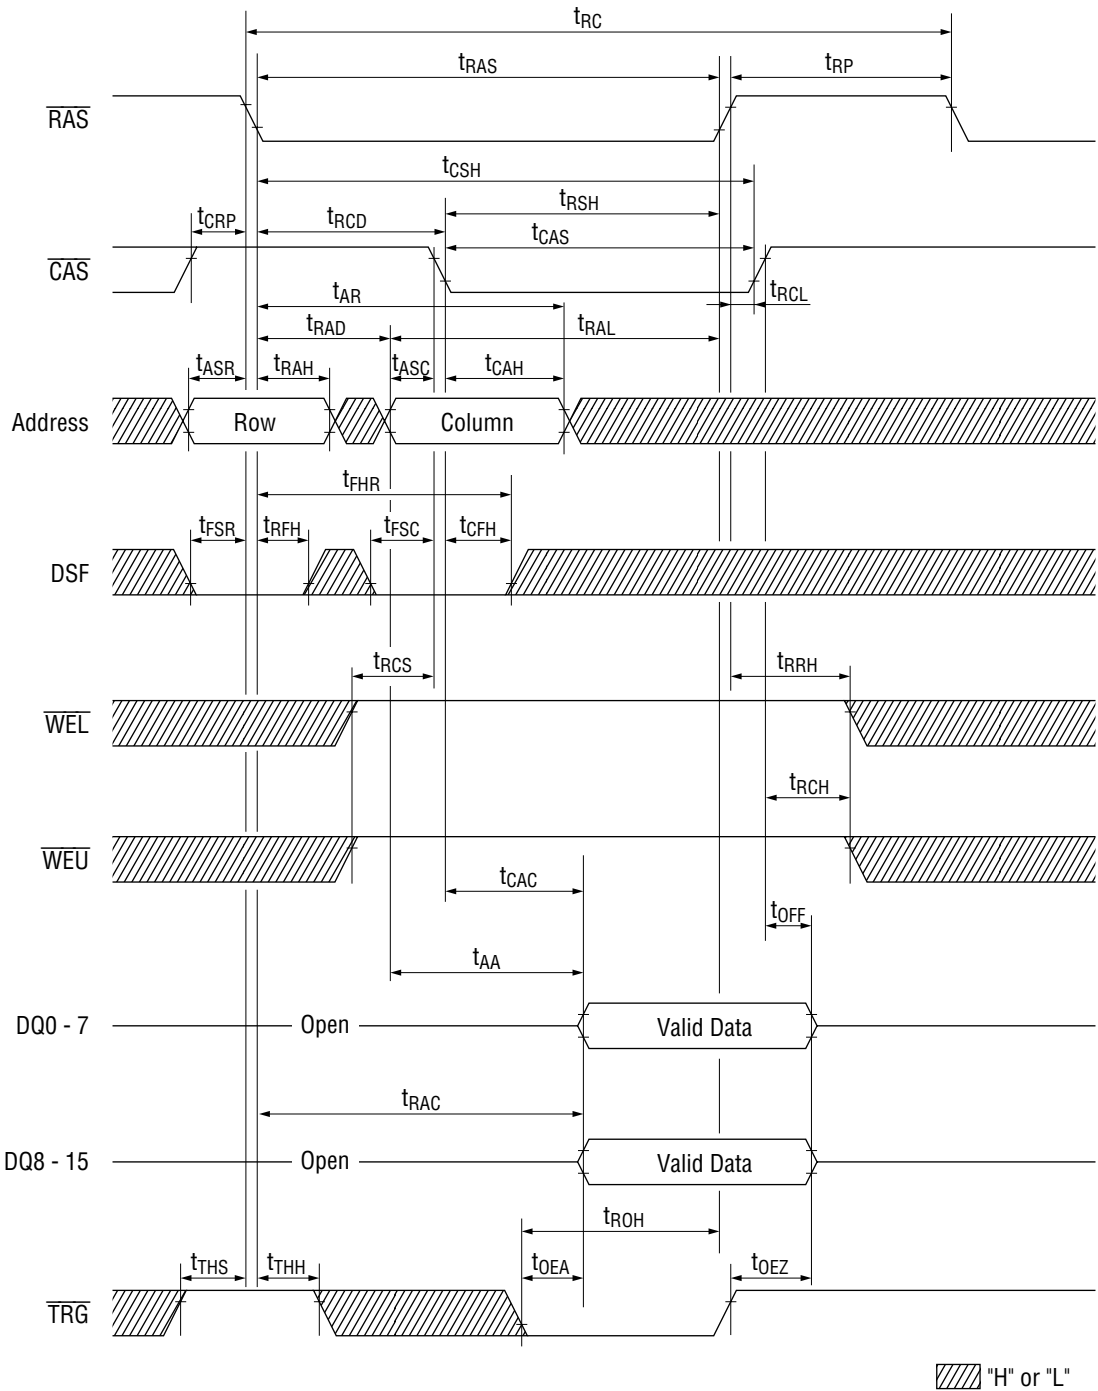 tRC
tRAS
tRP
RAS
tCSH
tRSH
tCRP
tRCD
tCAS
CAS
tAR
tRCL
tRAD
tRAL
tASR
tRAH
tASC
tCAH
Address
Row
Column
tFHR
tFSR
tRFH
tFSC
tCFH
DSF
tRCS
tRRH
WEL
tRCH
WEU
tCAC
tOFF
tAA
DQ0 - 7
Open
Valid Data
tRAC
DQ8 - 15
Open
Valid Data
tROH
tTHS
tTHH
tOEA
tOEZ
TRG
"H" or "L"